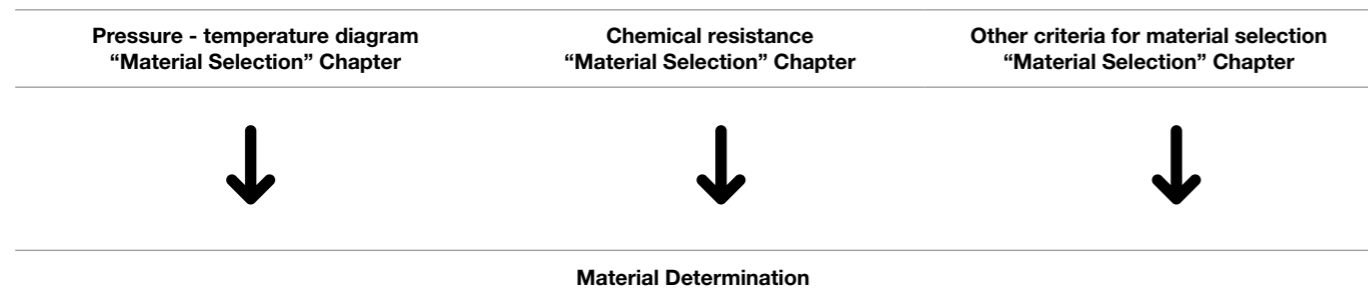 Pressure - temperature diagram
“Material Selection” Chapter
Chemical resistance
“Material Selection” Chapter
Other criteria for material selection
“Material Selection” Chapter
Material Determination